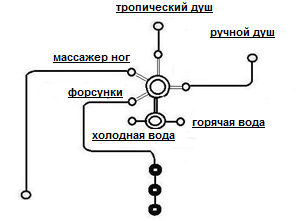 тропический душ
ручной душ
массажер ног
форсунки
горячая вода
холодная вода